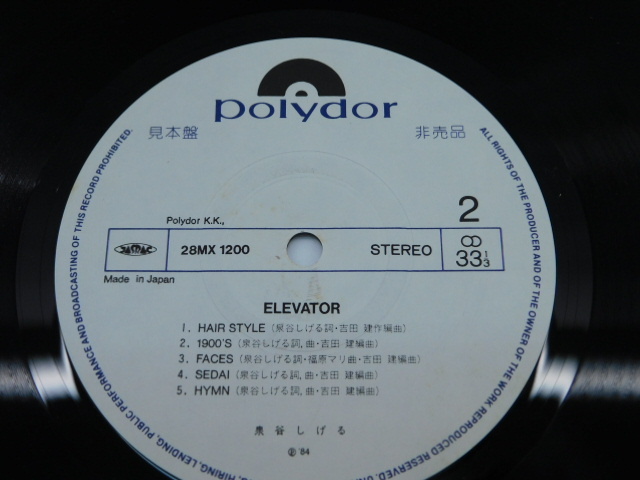 polydor
見本盤 非売品
Polydor K.K., 2
JASRAC 28MX 1200 STEREO 33 1/3
Made in Japan
ELEVATOR
1. HAIR STYLE (泉谷しげる詞・吉田 建作編曲)
2. 1900'S (泉谷しげる詞,曲・吉田 建編曲)
3. FACES (泉谷しげる詞・福原マリ曲・吉田 建編曲)
4. SEDAI (泉谷しげる詞,曲・吉田 建編曲)
5. HYMN (泉谷しげる詞,曲・吉田 建編曲)
泉谷しげる
Ⓟ '84
ALL RIGHTS OF THE PRODUCER AND OF THE OWNER OF THE WORK REPRODUCED RESERVED. HIRING, LENDING, PUBLIC PERFORMANCE AND BROADCASTING OF THIS RECORD PROHIBITED.